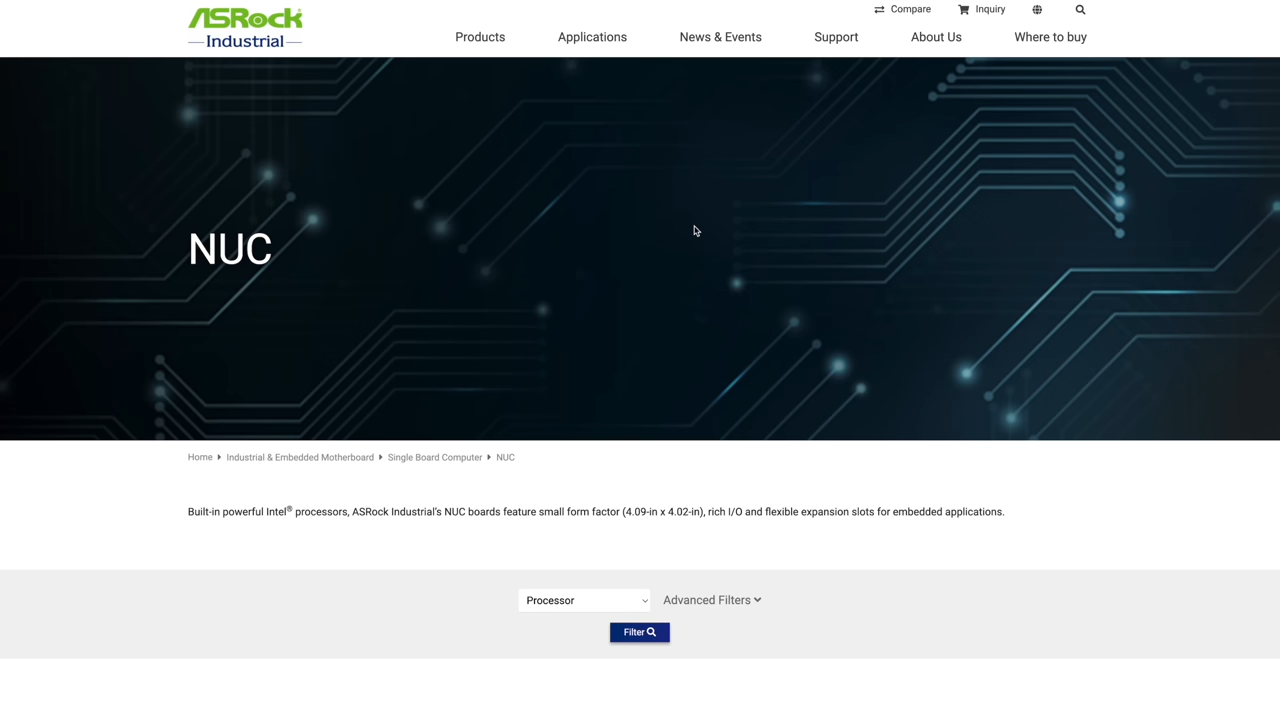 ASRock
Industrial
Compare
Inquiry
Products
Applications
News & Events
Support
About Us
Where to buy
NUC
Home
Industrial & Embedded Motherboard
Single Board Computer
NUC
Built-in powerful Intel® processors, ASRock Industrial's NUC boards feature small form factor (4.09-in x 4.02-in), rich I/O and flexible expansion slots for embedded applications.
Processor
Advanced Filters
Filter